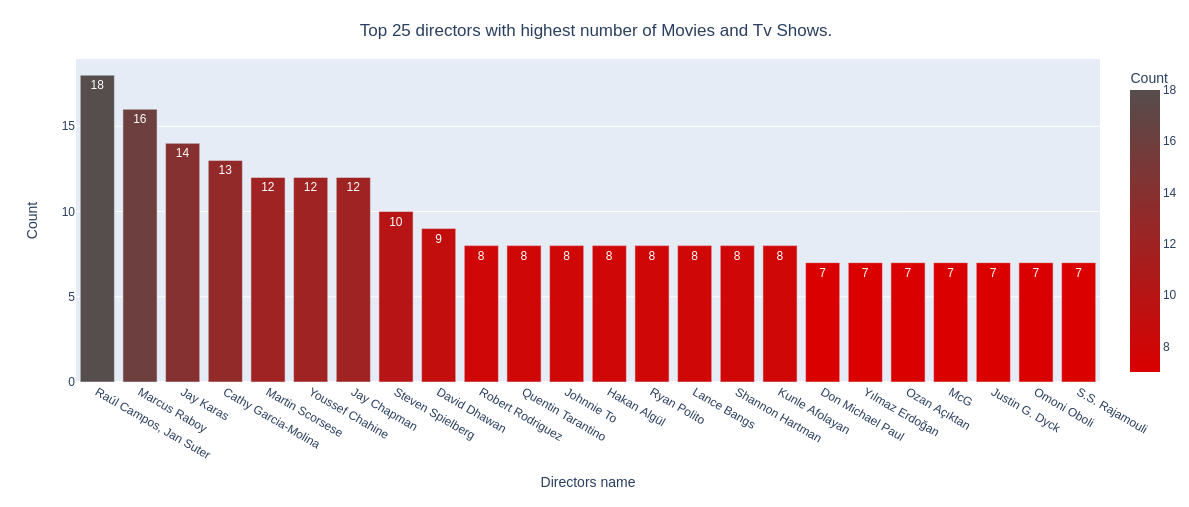 Top 25 directors with highest number of Movies and Tv Shows.
Count
18
16
14
12
10
8
15
10
5
0
Count
18
16
14
13
12
12
12
10
9
8
8
8
8
8
8
8
8
7
7
7
7
7
7
7
Raúl Campos, Jan Suter
Marcus Raboy
Jay Karas
Cathy Garcia-Molina
Martin Scorsese
Youssef Chahine
Jay Chapman
Steven Spielberg
David Dhawan
Robert Rodriguez
Quentin Tarantino
Johnnie To
Hakan Algül
Ryan Polito
Lance Bangs
Shannon Hartman
Kunle Afolayan
Don Michael Paul
Yılmaz Erdoğan
Ozan Açıktan
McG
Justin G. Dyck
Omoni Oboli
S.S. Rajamouli
Directors name